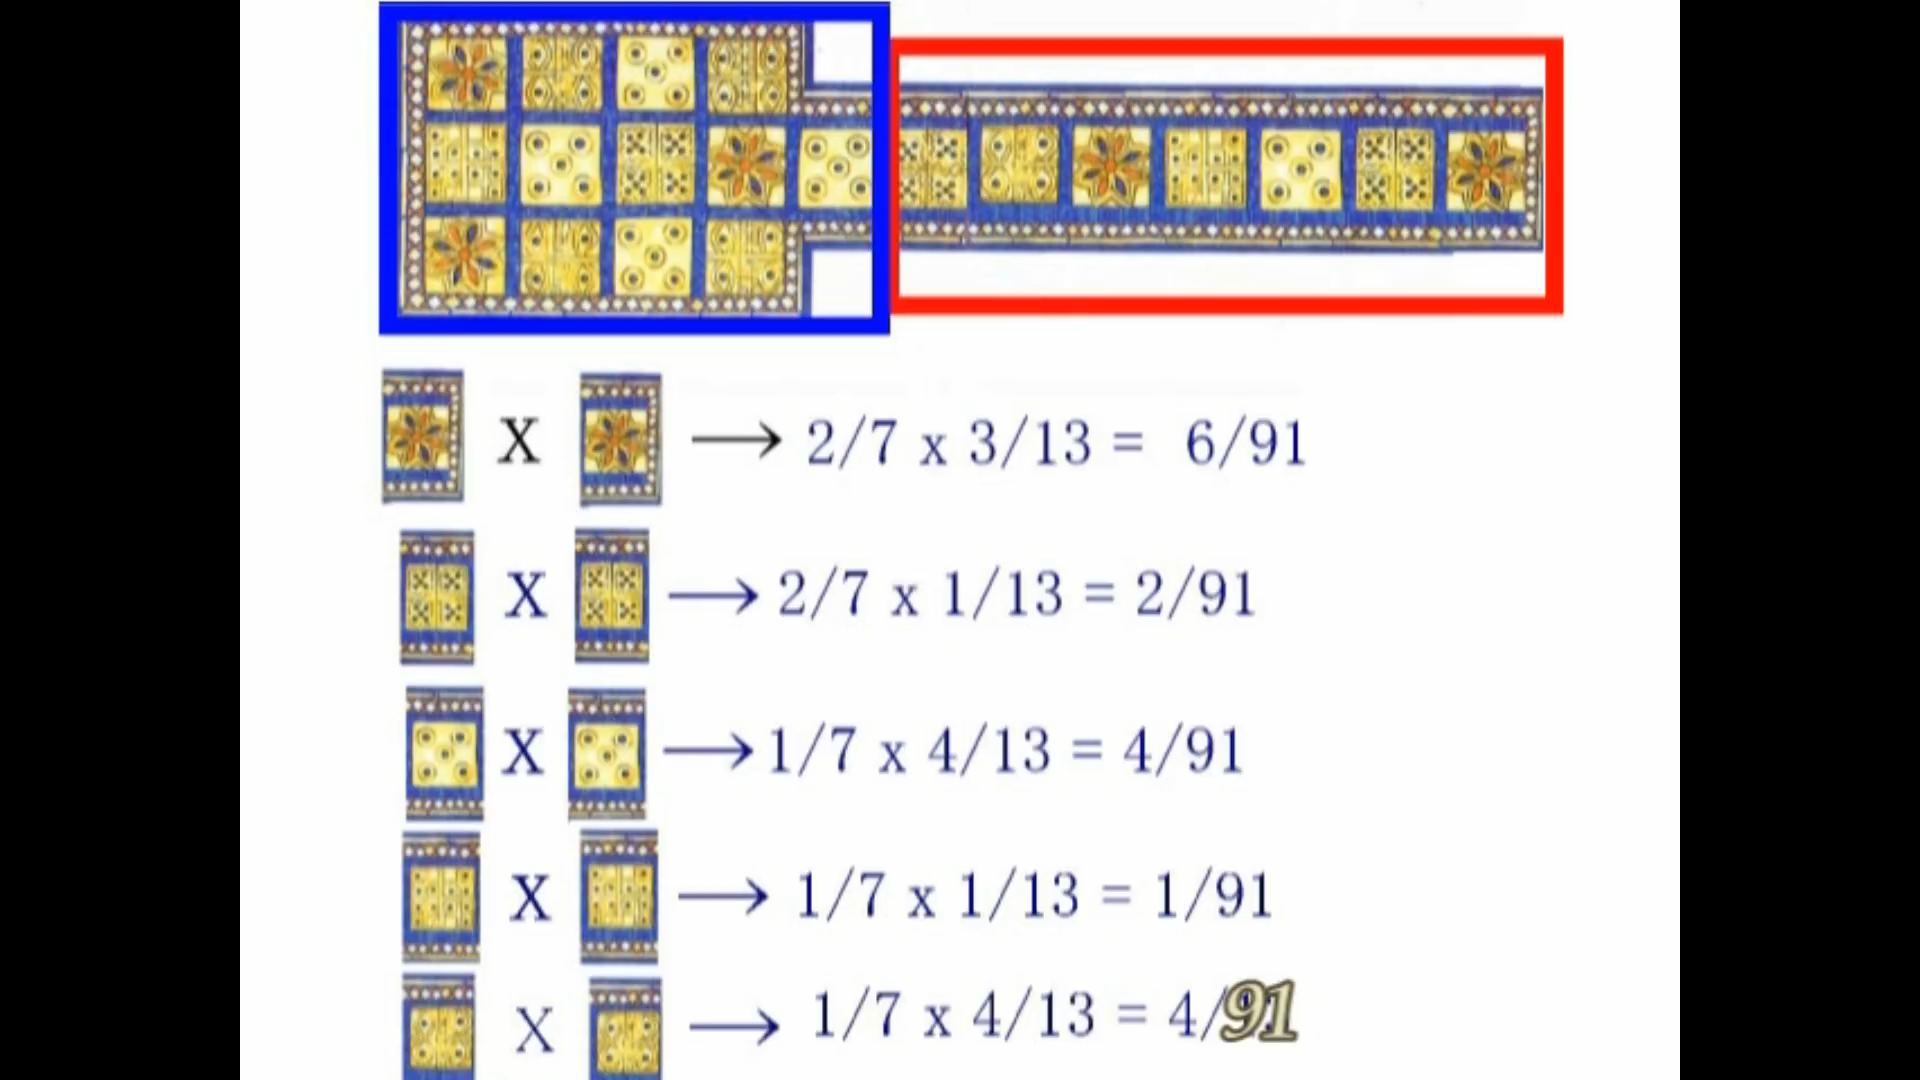 X → 2/7 x 3/13 = 6/91
X → 2/7 x 1/13 = 2/91
X → 1/7 x 4/13 = 4/91
X → 1/7 x 1/13 = 1/91
X → 1/7 x 4/13 = 4/91